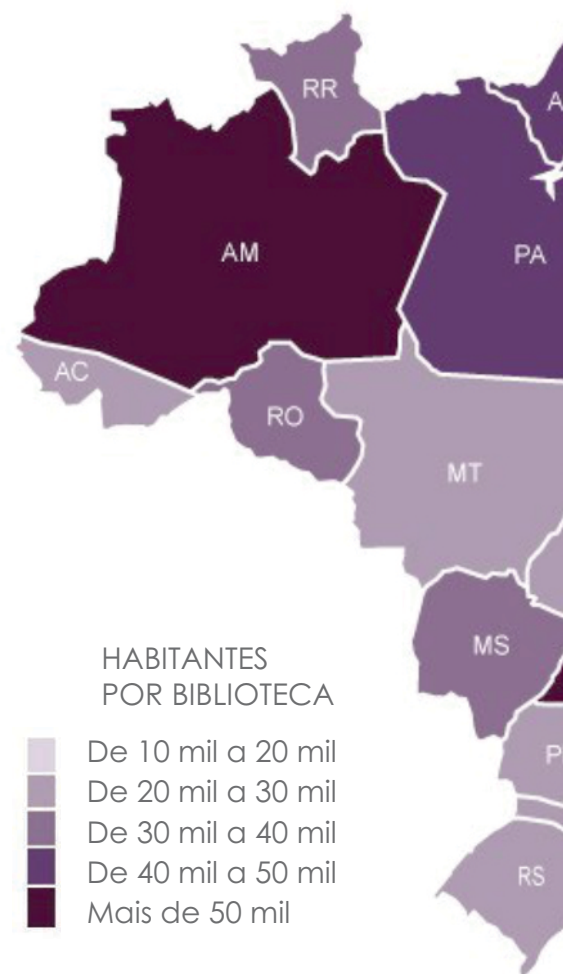 RR
A
AM
PA
AC
RO
MT
MS
P
RS
HABITANTES
POR BIBLIOTECA
De 10 mil a 20 mil
De 20 mil a 30 mil
De 30 mil a 40 mil
De 40 mil a 50 mil
Mais de 50 mil